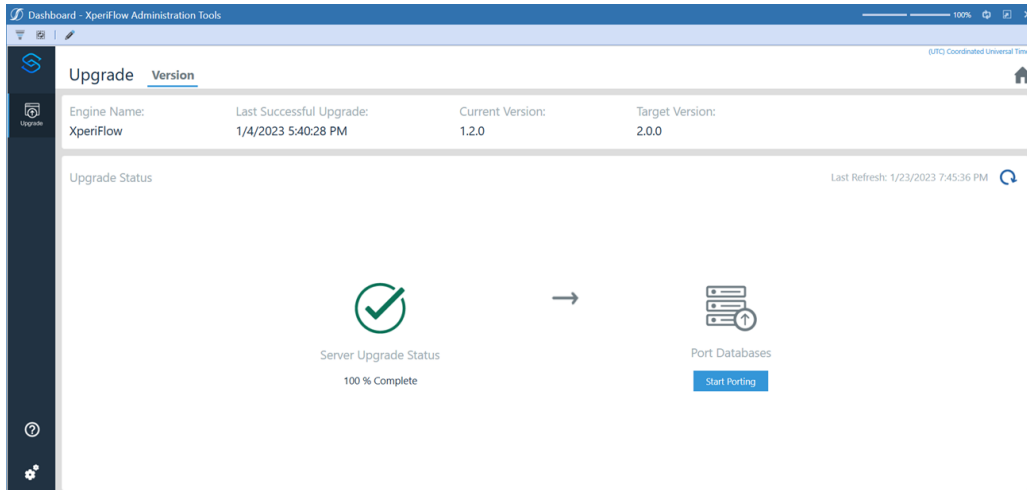 Dashboard - XperiFlow Administration Tools
100%
(UTC) Coordinated Universal Time
Upgrade Version
Upgrade
Engine Name: Last Successful Upgrade: Current Version: Target Version:
XperiFlow 1/4/2023 5:40:28 PM 1.2.0 2.0.0
Upgrade Status Last Refresh: 1/23/2023 7:45:36 PM
Server Upgrade Status Port Databases
100 % Complete Start Porting